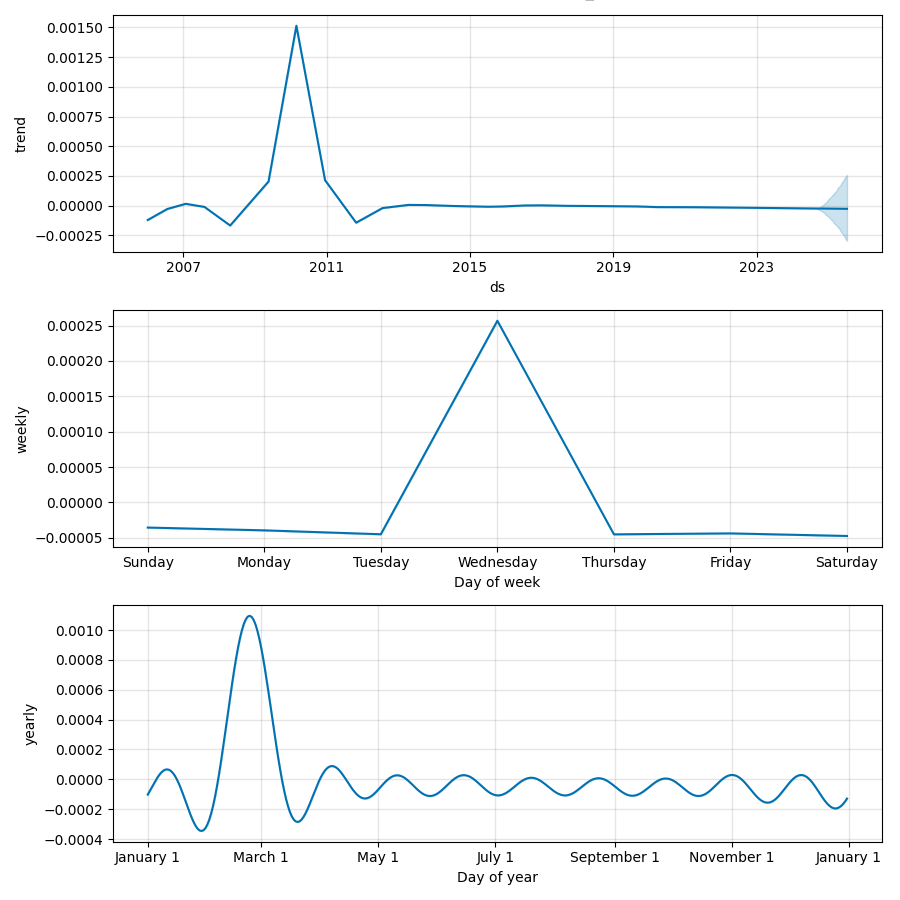 0.00150
0.00125
0.00100
0.00075
0.00050
0.00025
0.00000
−0.00025
trend
2007 2011 2015 2019 2023
ds
0.00025
0.00020
0.00015
0.00010
0.00005
0.00000
−0.00005
weekly
Sunday Monday Tuesday Wednesday Thursday Friday Saturday
Day of week
0.0010
0.0008
0.0006
0.0004
0.0002
0.0000
−0.0002
−0.0004
yearly
January 1 March 1 May 1 July 1 September 1 November 1 January 1
Day of year